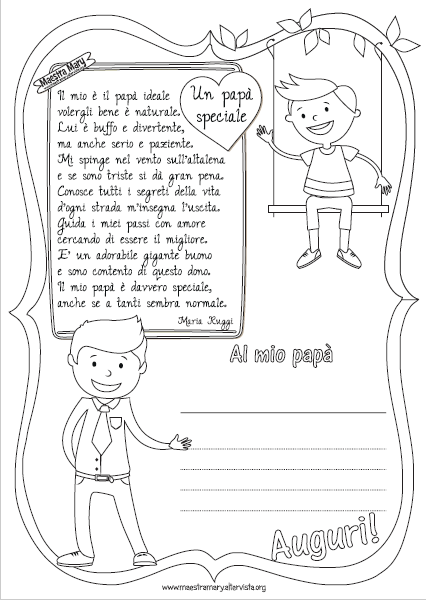 Maestra Mary
Un papà
speciale
Il mio è il papà ideale
volergli bene è naturale.
Lui è buffo e divertente,
ma anche serio e paziente.
Mi spinge nel vento sull'altalena
e se sono triste si dà gran pena.
Conosce tutti i segreti della vita
d'ogni strada m'insegna l'uscita.
Guida i miei passi con amore
cercando di essere il migliore.
E' un adorabile gigante buono
e sono contento di questo dono.
Il mio papà è davvero speciale,
anche se a tanti sembra normale.
Maria Ruggi
Al mio papà
Auguri!
www.maestramary.altervista.org